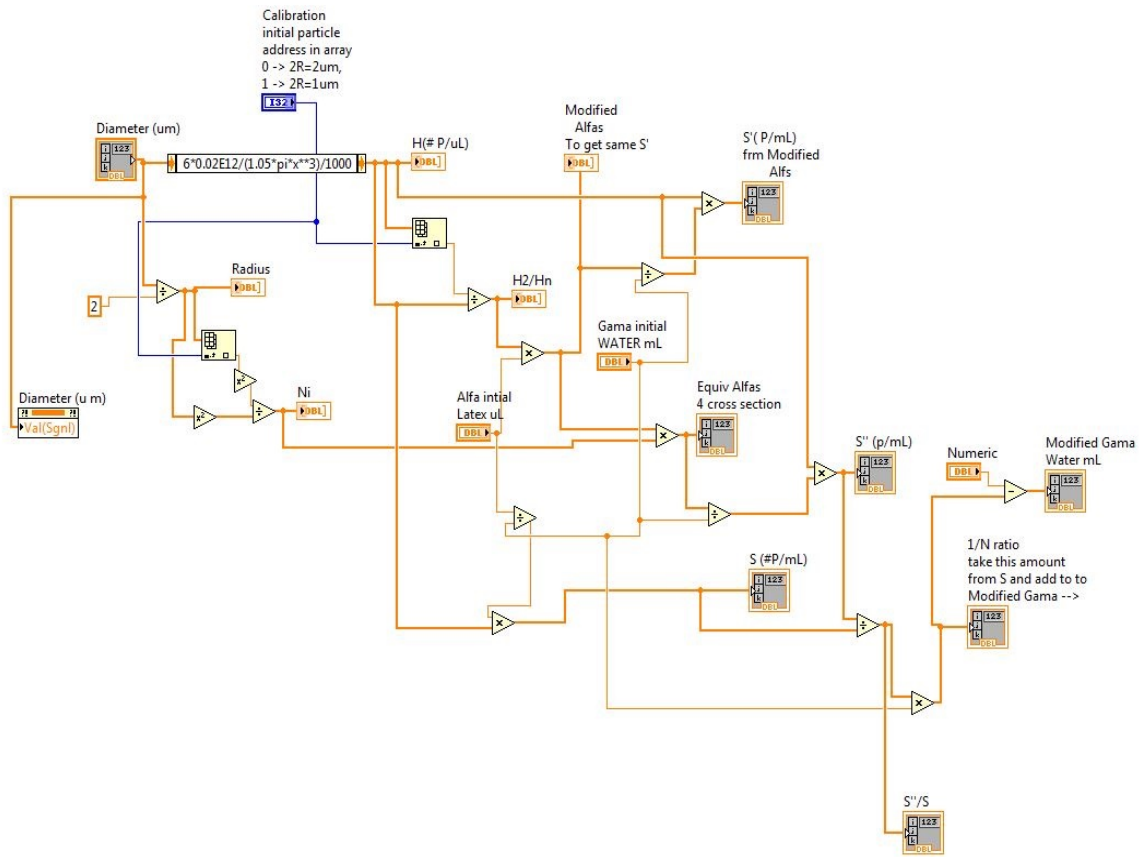 Calibration
initial particle
address in array
0 -> 2R=2um,
1 -> 2R=1um
I32
Diameter (um)
i 123
j
k
DBL
6*0.02E12/(1.05*pi*x**3)/1000
H(# P/uL)
DBL]
Modified
Alfas
To get same S'
DBL]
S'( P/mL)
frm Modified
Alfs
i 123
j
k
DBL
Radius
DBL]
2
H2/Hn
DBL]
Gama initial
WATER mL
DBL
x²
x²
Ni
DBL]
Diameter (u m)
?! ?!
Val(Sgnl)
Alfa intial
Latex uL
DBL
Equiv Alfas
4 cross section
i 123
j
k
DBL
S'' (p/mL)
i 123
j
k
DBL
Numeric
DBL
Modified Gama
Water mL
i 123
j
k
DBL
S (#P/mL)
i 123
j
k
DBL
1/N ratio
take this amount
from S and add to to
Modified Gama -->
i 123
j
k
DBL
S''/S
i 123
j
k
DBL